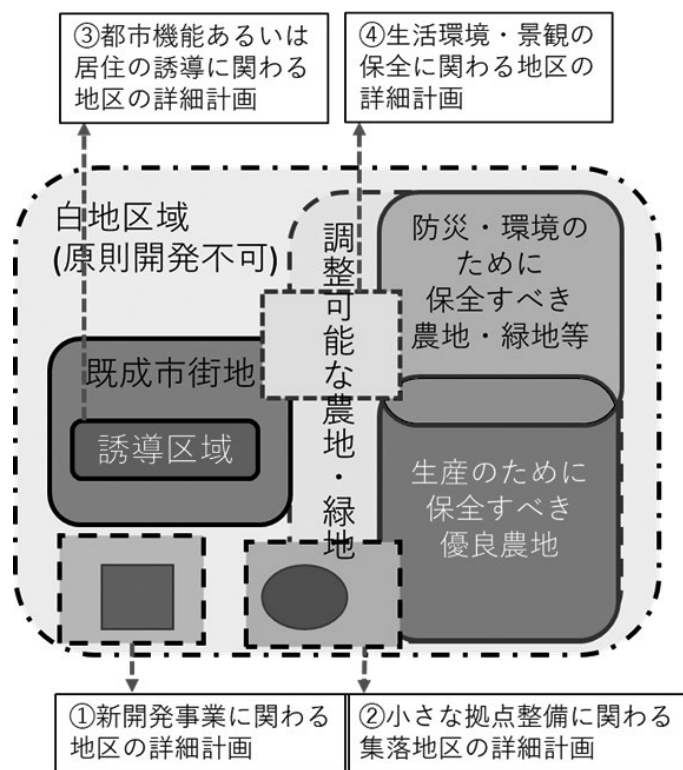 ③都市機能あるいは
居住の誘導に関わる
地区の詳細計画
④生活環境・景観の
保全に関わる地区の
詳細計画
白地区域
(原則開発不可)
調整可能な農地・緑地
防災・環境の
ために
保全すべき
農地・緑地等
既成市街地
誘導区域
生産のために
保全すべき
優良農地
①新開発事業に関わる
地区の詳細計画
②小さな拠点整備に関わる
集落地区の詳細計画